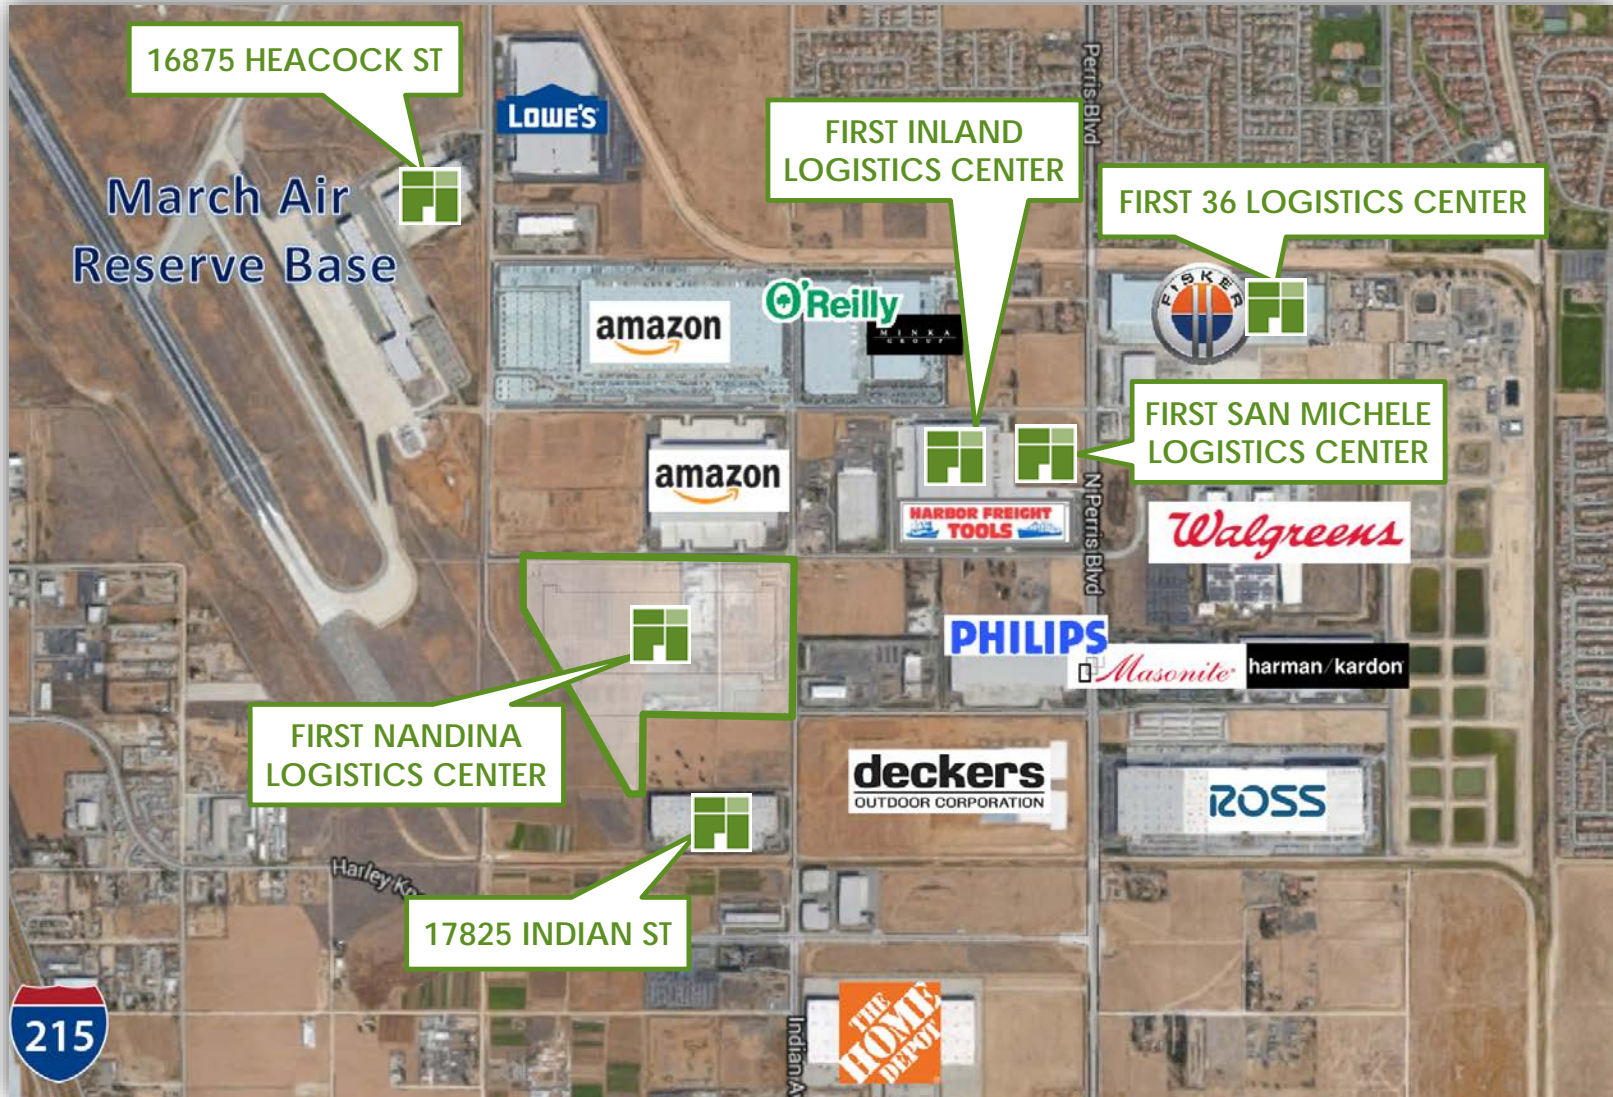 16875 HEACOCK ST
LOWE'S
Perris Blvd
FIRST INLAND
LOGISTICS CENTER
FIRST 36 LOGISTICS CENTER
March Air
Reserve Base
FISKER
O'Reilly
amazon
MINKA
GROUP
FIRST SAN MICHELE
LOGISTICS CENTER
amazon
HARBOR FREIGHT
TOOLS
N Perris Blvd
Walgreens
PHILIPS
Masonite
harman/kardon
FIRST NANDINA
LOGISTICS CENTER
deckers
OUTDOOR CORPORATION
ROSS
Harley
17825 INDIAN ST
215
THE
HOME
DEPOT
Indian A